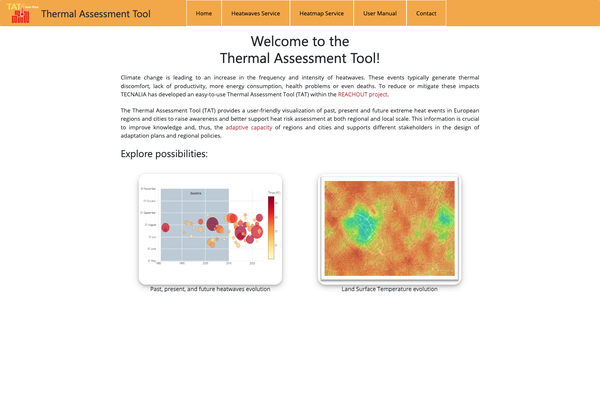 TAT
Thermal Assessment Tool
Home
Heatwaves Service
Heatmap Service
User Manual
Contact
Welcome to the
Thermal Assessment Tool!
Climate change is leading to an increase in the frequency and intensity of heatwaves. These events typically generate thermal
discomfort, lack of productivity, more energy consumption, health problems or even deaths. To reduce or mitigate these impacts
TECNALIA has developed an easy-to-use Thermal Assessment Tool (TAT) within the REACHOUT project.
The Thermal Assessment Tool (TAT) provides a user-friendly visualization of past, present and future extreme heat events in European
regions and cities to raise awareness and better support heat risk assessment at both regional and local scale. This information is crucial
to improve knowledge and, thus, the adaptive capacity of regions and cities and supports different stakeholders in the design of
adaptation plans and regional policies.
Explore possibilities:
Past, present, and future heatwaves evolution
Land Surface Temperature evolution